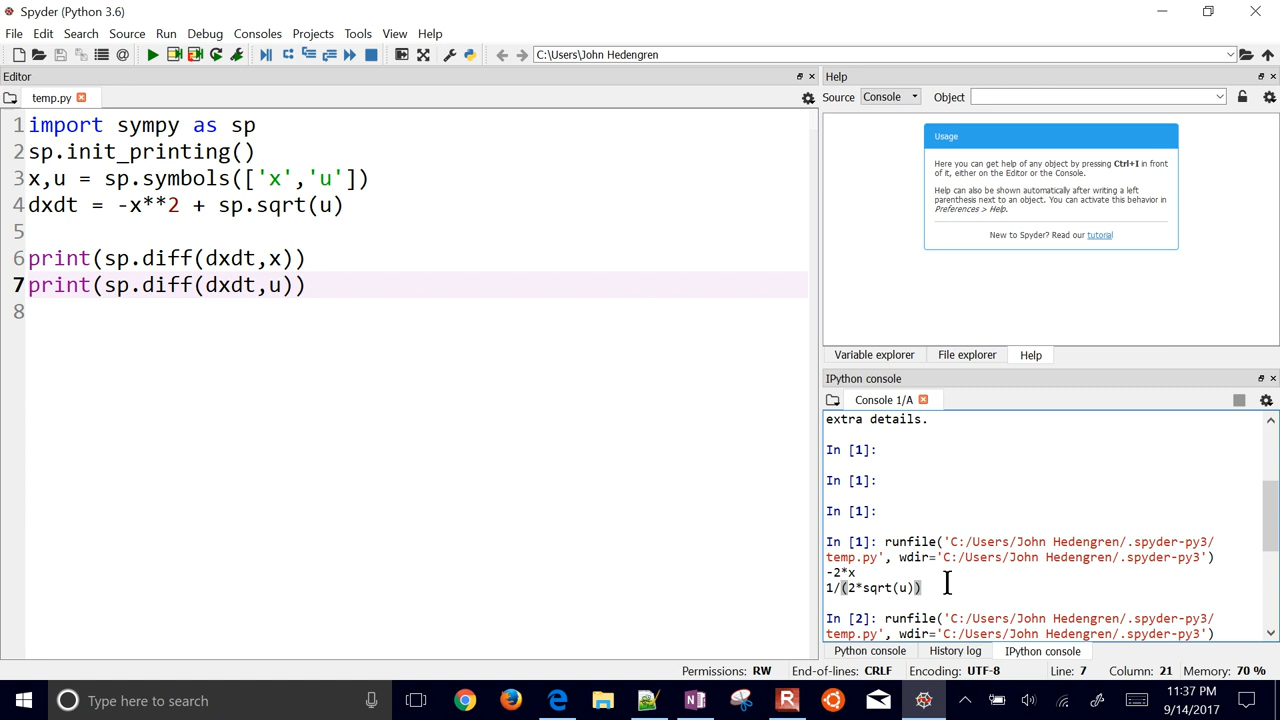 Spyder (Python 3.6)
File Edit Search Source Run Debug Consoles Projects Tools View Help
C:\Users\John Hedengren
Editor
temp.py
1 import sympy as sp
2 sp.init_printing()
3 x,u = sp.symbols(['x','u'])
4 dxdt = -x**2 + sp.sqrt(u)
5
6 print(sp.diff(dxdt,x))
7 print(sp.diff(dxdt,u))
8
Help
Source Console Object
Usage
Here you can get help of any object by pressing Ctrl+I in front
of it, either on the Editor or the Console.
Help can also be shown automatically after writing a left
parenthesis next to an object. You can activate this behavior in
Preferences > Help.
New to Spyder? Read our tutorial
Variable explorer File explorer Help
IPython console
Console 1/A
extra details.
In [1]:
In [1]:
In [1]:
In [1]: runfile('C:/Users/John Hedengren/.spyder-py3/
temp.py', wdir='C:/Users/John Hedengren/.spyder-py3')
-2*x
1/(2*sqrt(u))
In [2]: runfile('C:/Users/John Hedengren/.spyder-py3/
temp.py', wdir='C:/Users/John Hedengren/.spyder-py3')
Python console History log IPython console
Permissions: RW End-of-lines: CRLF Encoding: UTF-8 Line: 7 Column: 21 Memory: 70 %
Type here to search
11:37 PM
9/14/2017